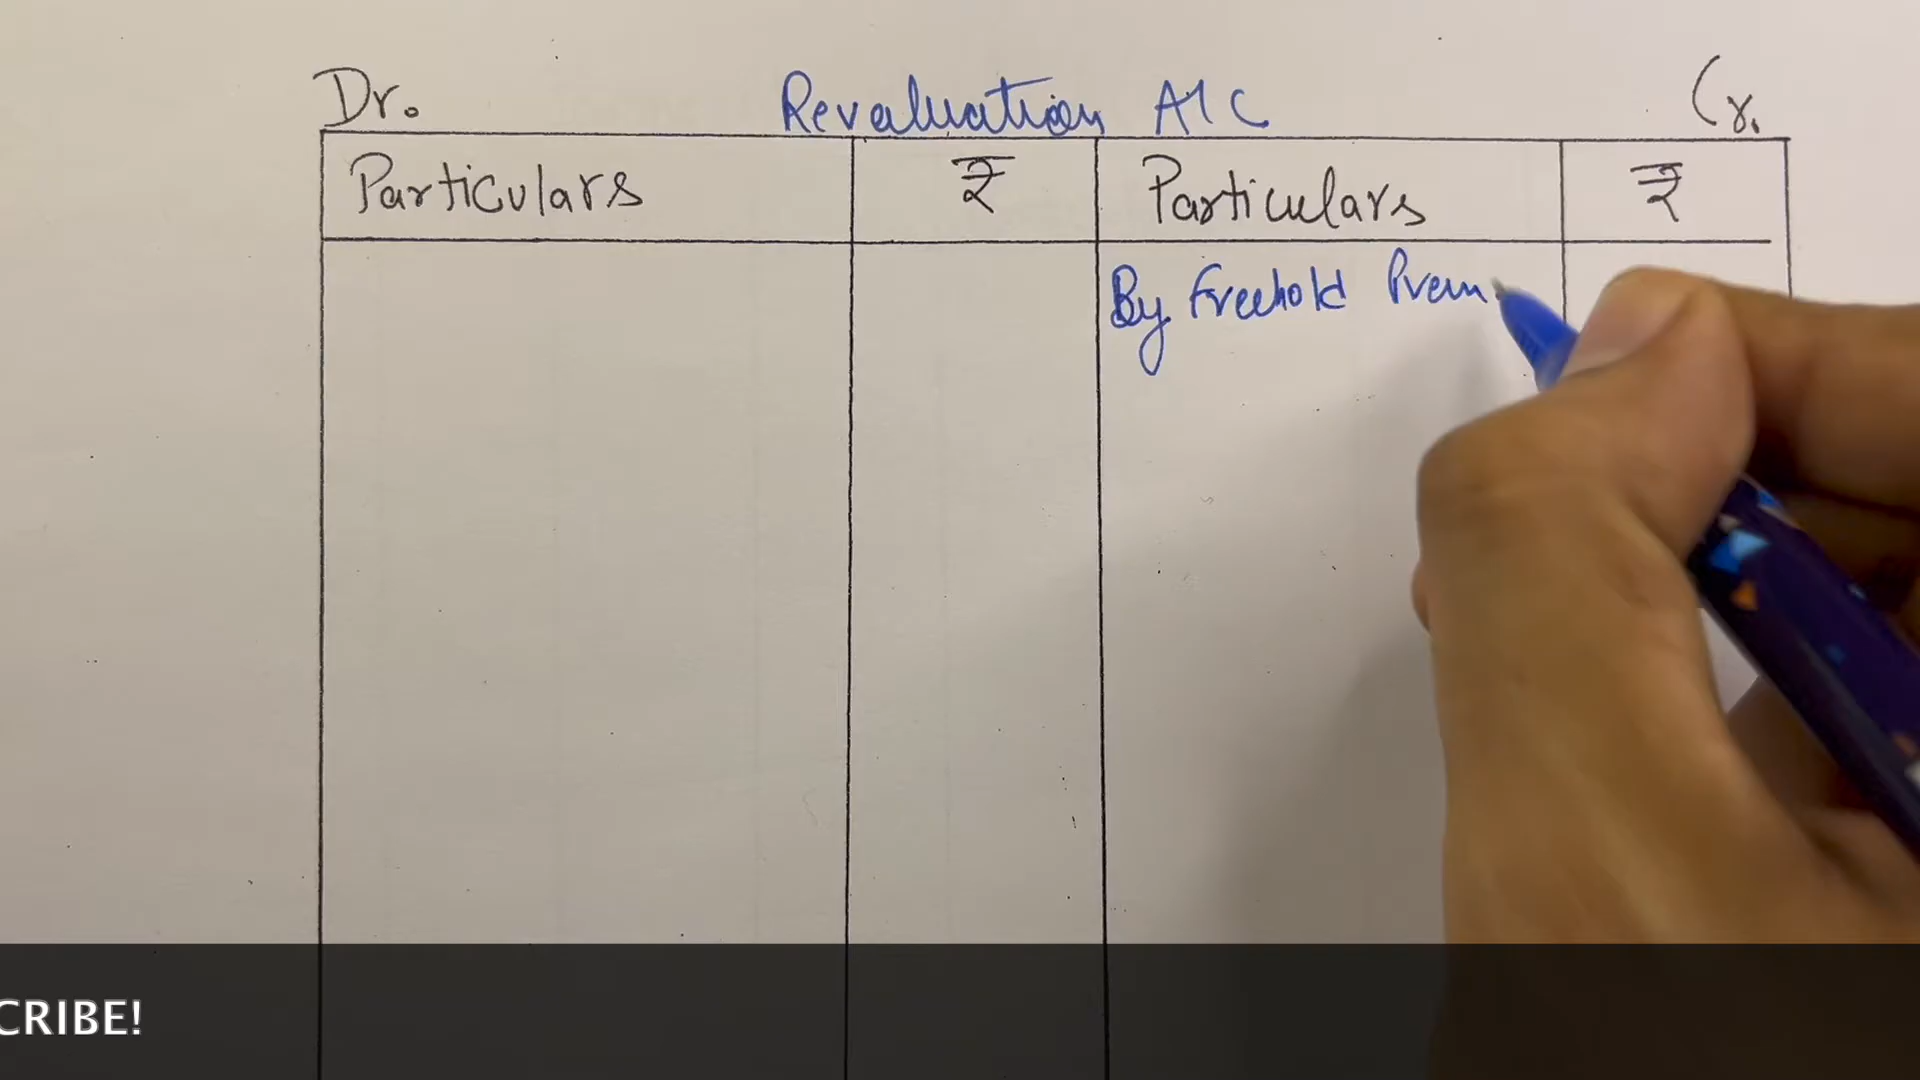 Dr. Revaluation A/C Cr.
Particulars ₹ Particulars ₹
By Freehold Prem
CRIBE!